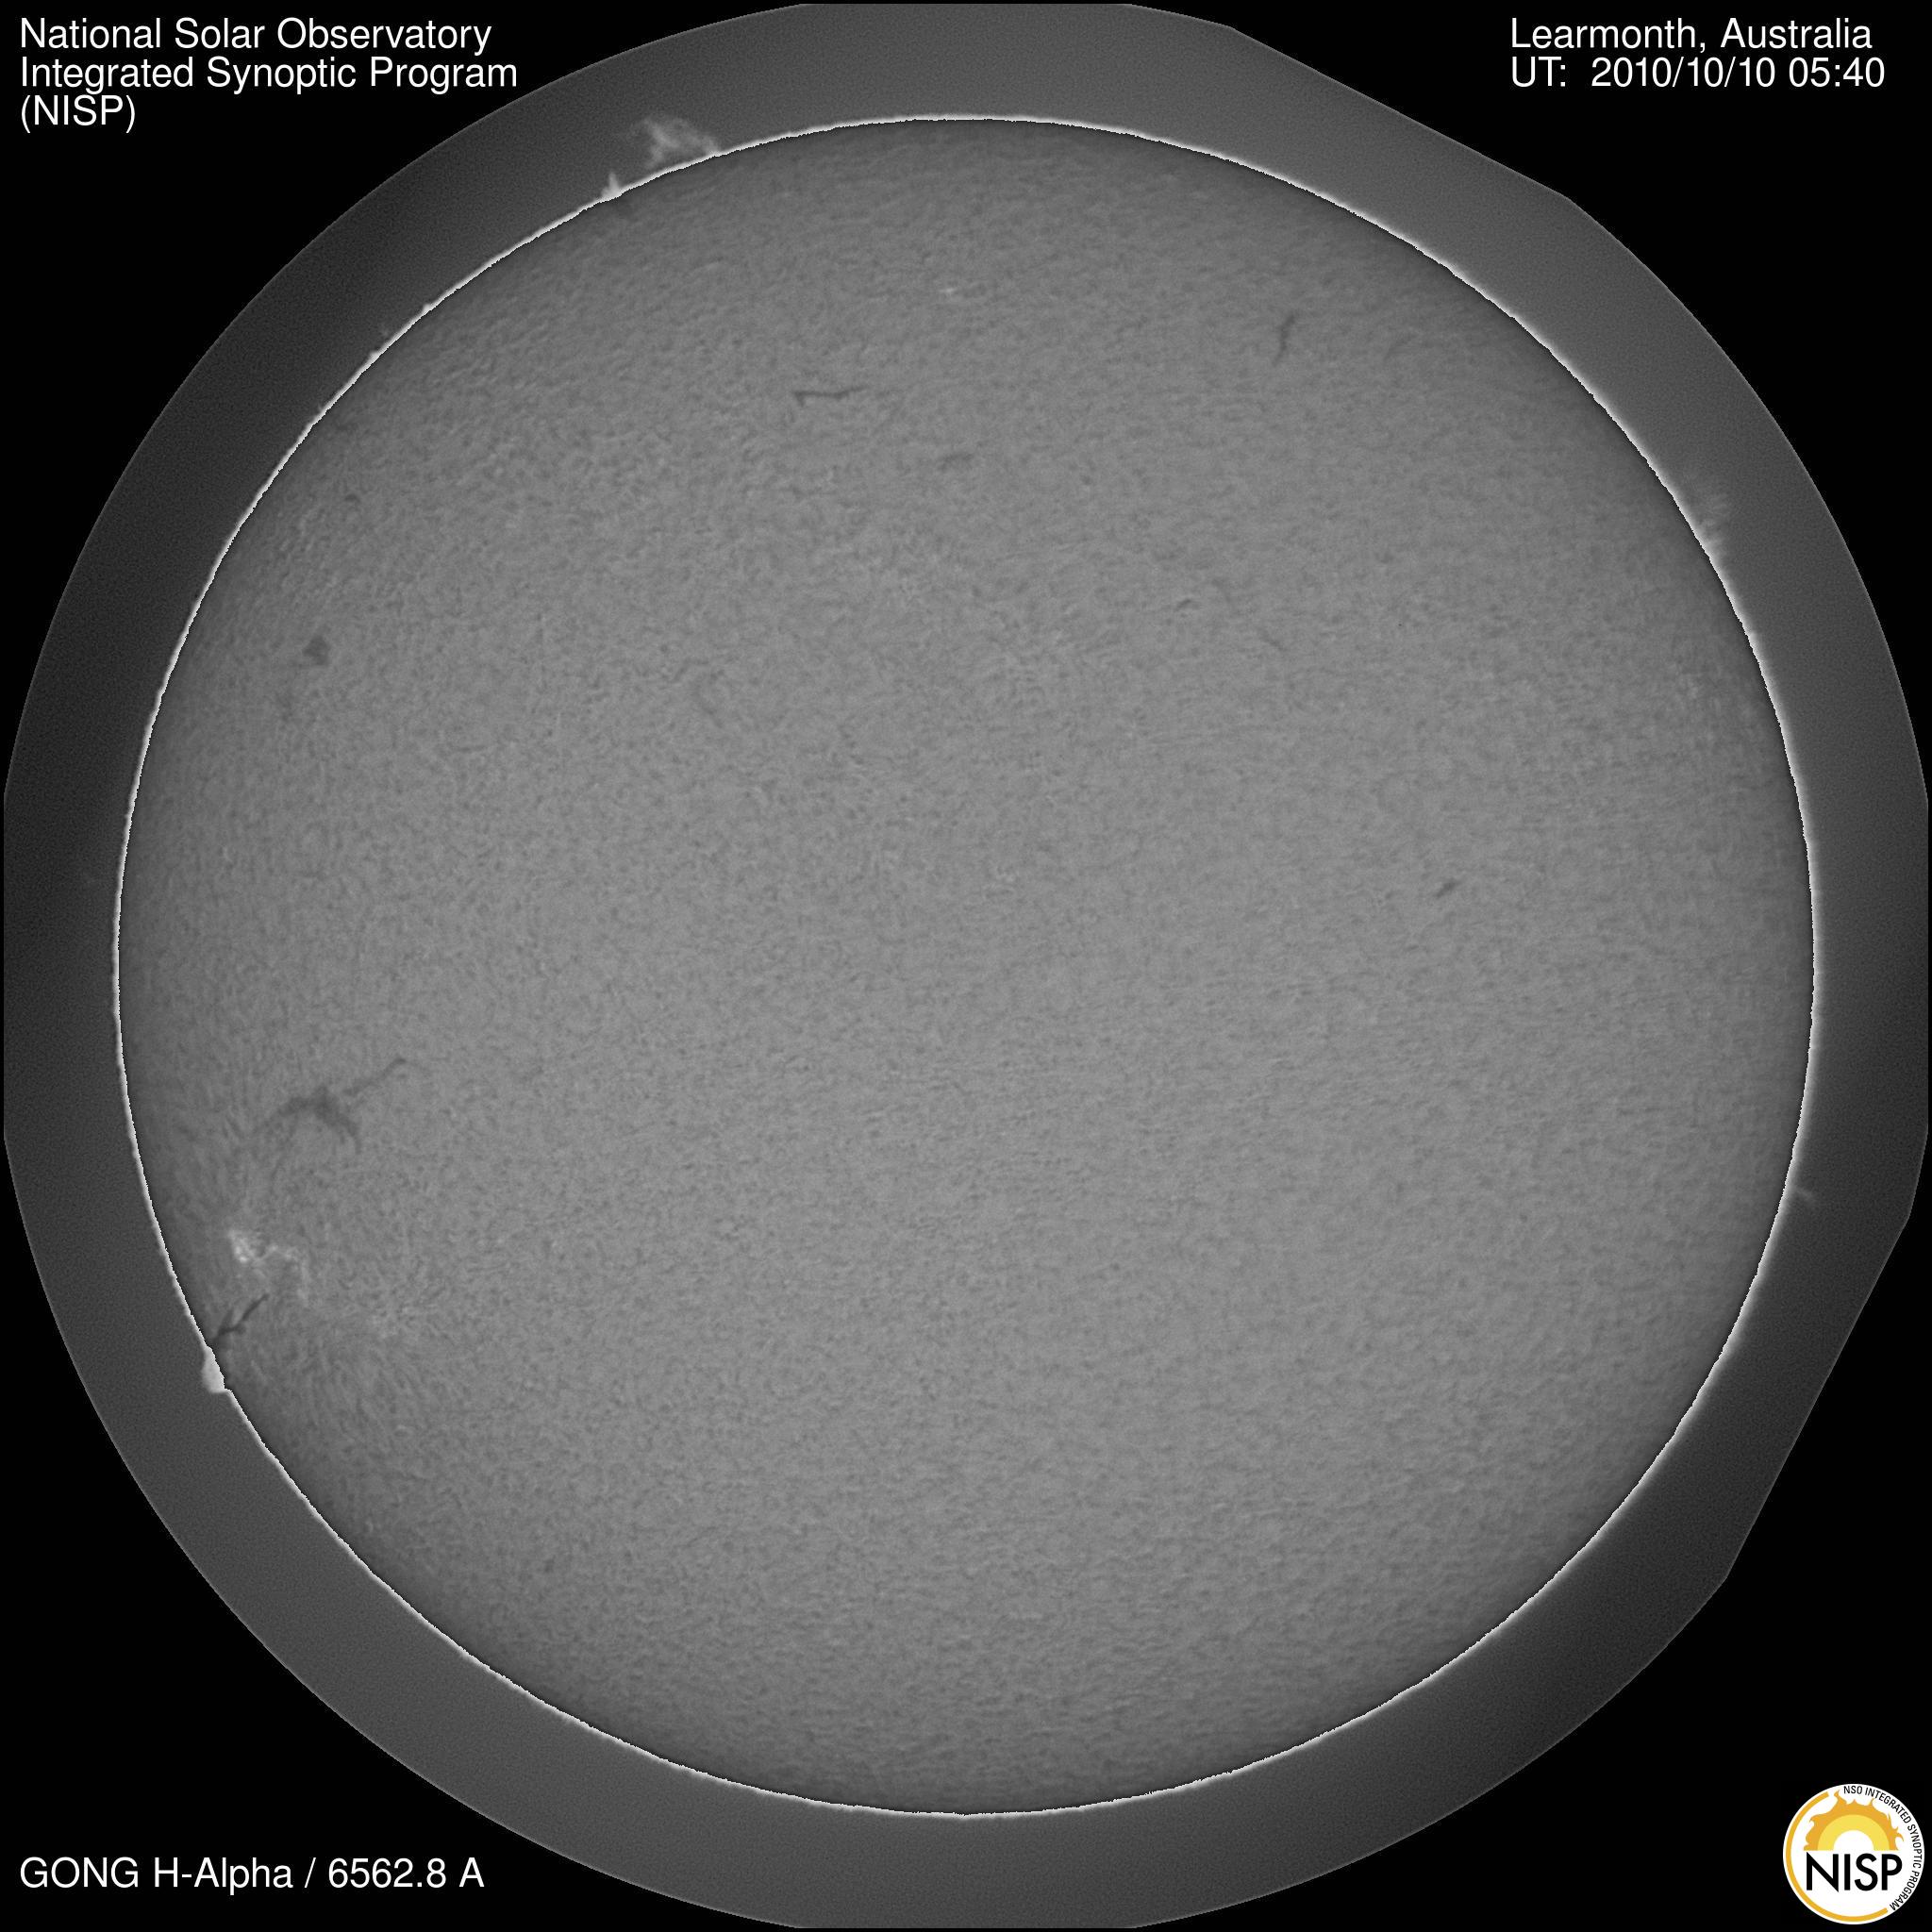 National Solar Observatory
Integrated Synoptic Program
(NISP)
Learmonth, Australia
UT: 2010/10/10 05:40
GONG H-Alpha / 6562.8 A
NSO INTEGRATED SYNOPTIC PROGRAM
NISP